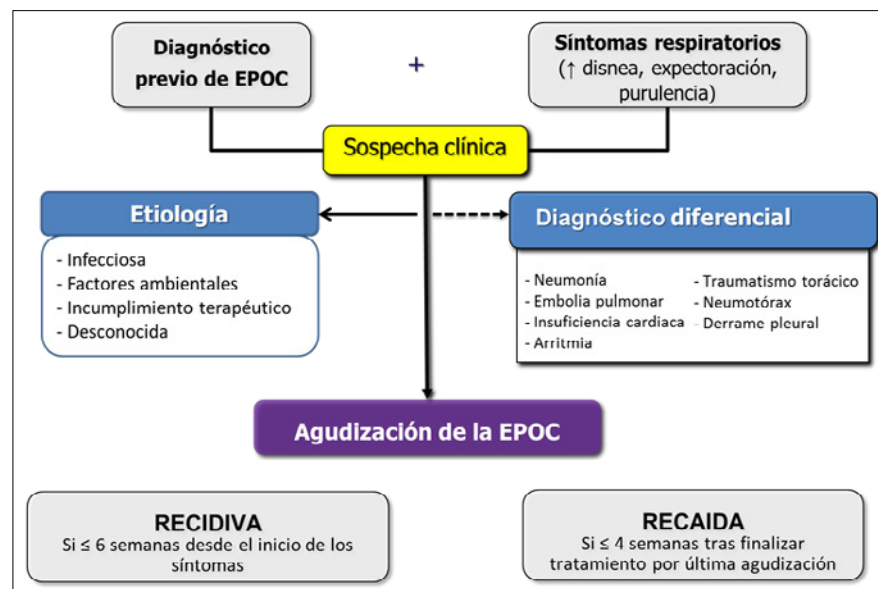 Diagnóstico
previo de EPOC
+
Síntomas respiratorios
(↑ disnea, expectoración,
purulencia)
Sospecha clínica
Etiología
- Infecciosa
- Factores ambientales
- Incumplimiento terapéutico
- Desconocida
Diagnóstico diferencial
- Neumonía
- Embolia pulmonar
- Insuficiencia cardiaca
- Arritmia
- Traumatismo torácico
- Neumotórax
- Derrame pleural
Agudización de la EPOC
RECIDIVA
Si ≤ 6 semanas desde el inicio de los
síntomas
RECAIDA
Si ≤ 4 semanas tras finalizar
tratamiento por última agudización